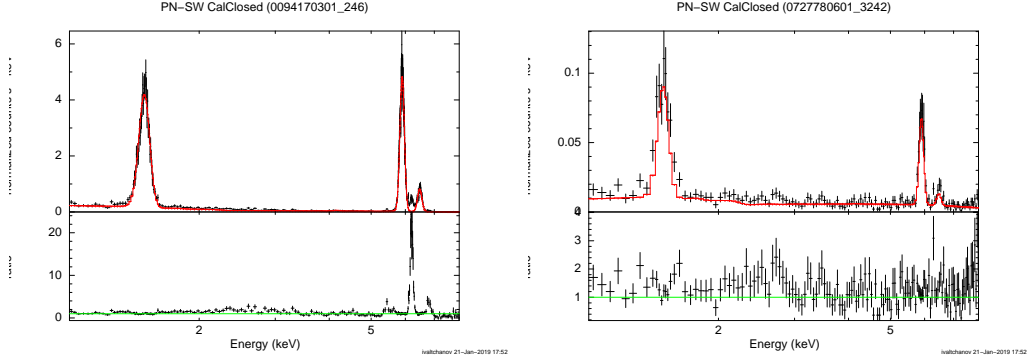 PN−SW CalClosed (0094170301_246)
6
4
2
0
20
10
0
ratio
2
5
Energy (keV)
ivaltchanov 21−Jan−2019 17:52
PN−SW CalClosed (0727780601_3242)
0.1
0.05
0
4
3
2
1
ratio
2
5
Energy (keV)
ivaltchanov 21−Jan−2019 17:52